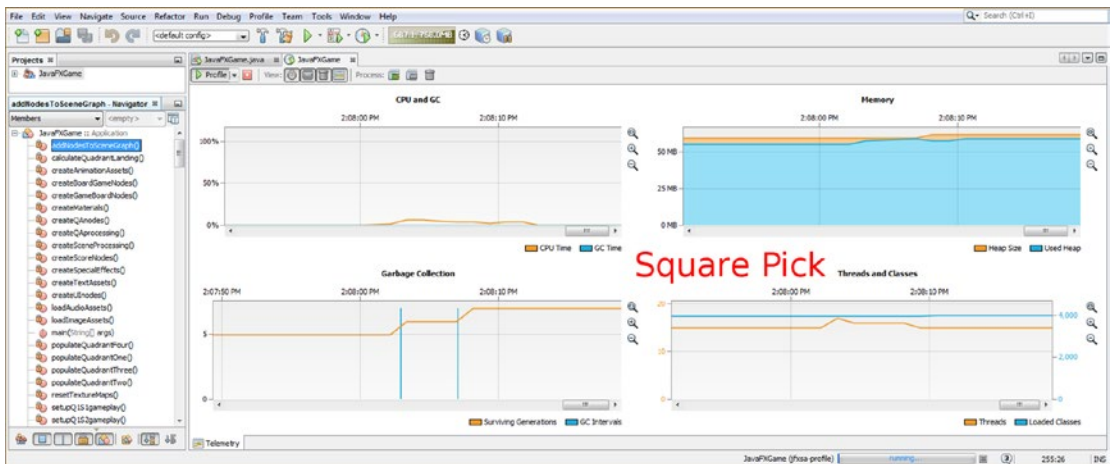 File Edit View Navigate Source Refactor Run Debug Profile Team Tools Window Help
Search (Ctrl+I)
<default config>
Projects
JavaFXGame
JavaFXGame.java
JavaFXGame
Profile
View:
Process:
addNodesToSceneGraph - Navigator
Members
<empty>
JavaFXGame :: Application
addNodesToSceneGraph()
calculateQuadrantLanding()
createAnimationAssets()
createBoardGameNodes()
createGameBoardNodes()
createMaterials()
createQAnodes()
createQAprocessing()
createSceneProcessing()
createScoreNodes()
createSpecialEffects()
createTextAssets()
createUInodes()
loadAudioAssets()
loadImageAssets()
main(String[] args)
populateQuadrantFour()
populateQuadrantOne()
populateQuadrantThree()
populateQuadrantTwo()
resetTextureMaps()
setupQ1S1gameplay()
setupQ1S2gameplay()
CPU and GC
2:08:00 PM 2:08:10 PM
100%
50%
0%
CPU Time GC Time
Memory
2:08:00 PM 2:08:10 PM
50 MB
25 MB
0 MB
Heap Size Used Heap
Square Pick
Garbage Collection
2:07:50 PM 2:08:00 PM 2:08:10 PM
5
0
Surviving Generations GC Intervals
Threads and Classes
2:08:00 PM 2:08:10 PM
20
10
0
4,000
2,000
0
Threads Loaded Classes
Telemetry
JavaFXGame (jfxsa-profile)
running...
255:26
INS